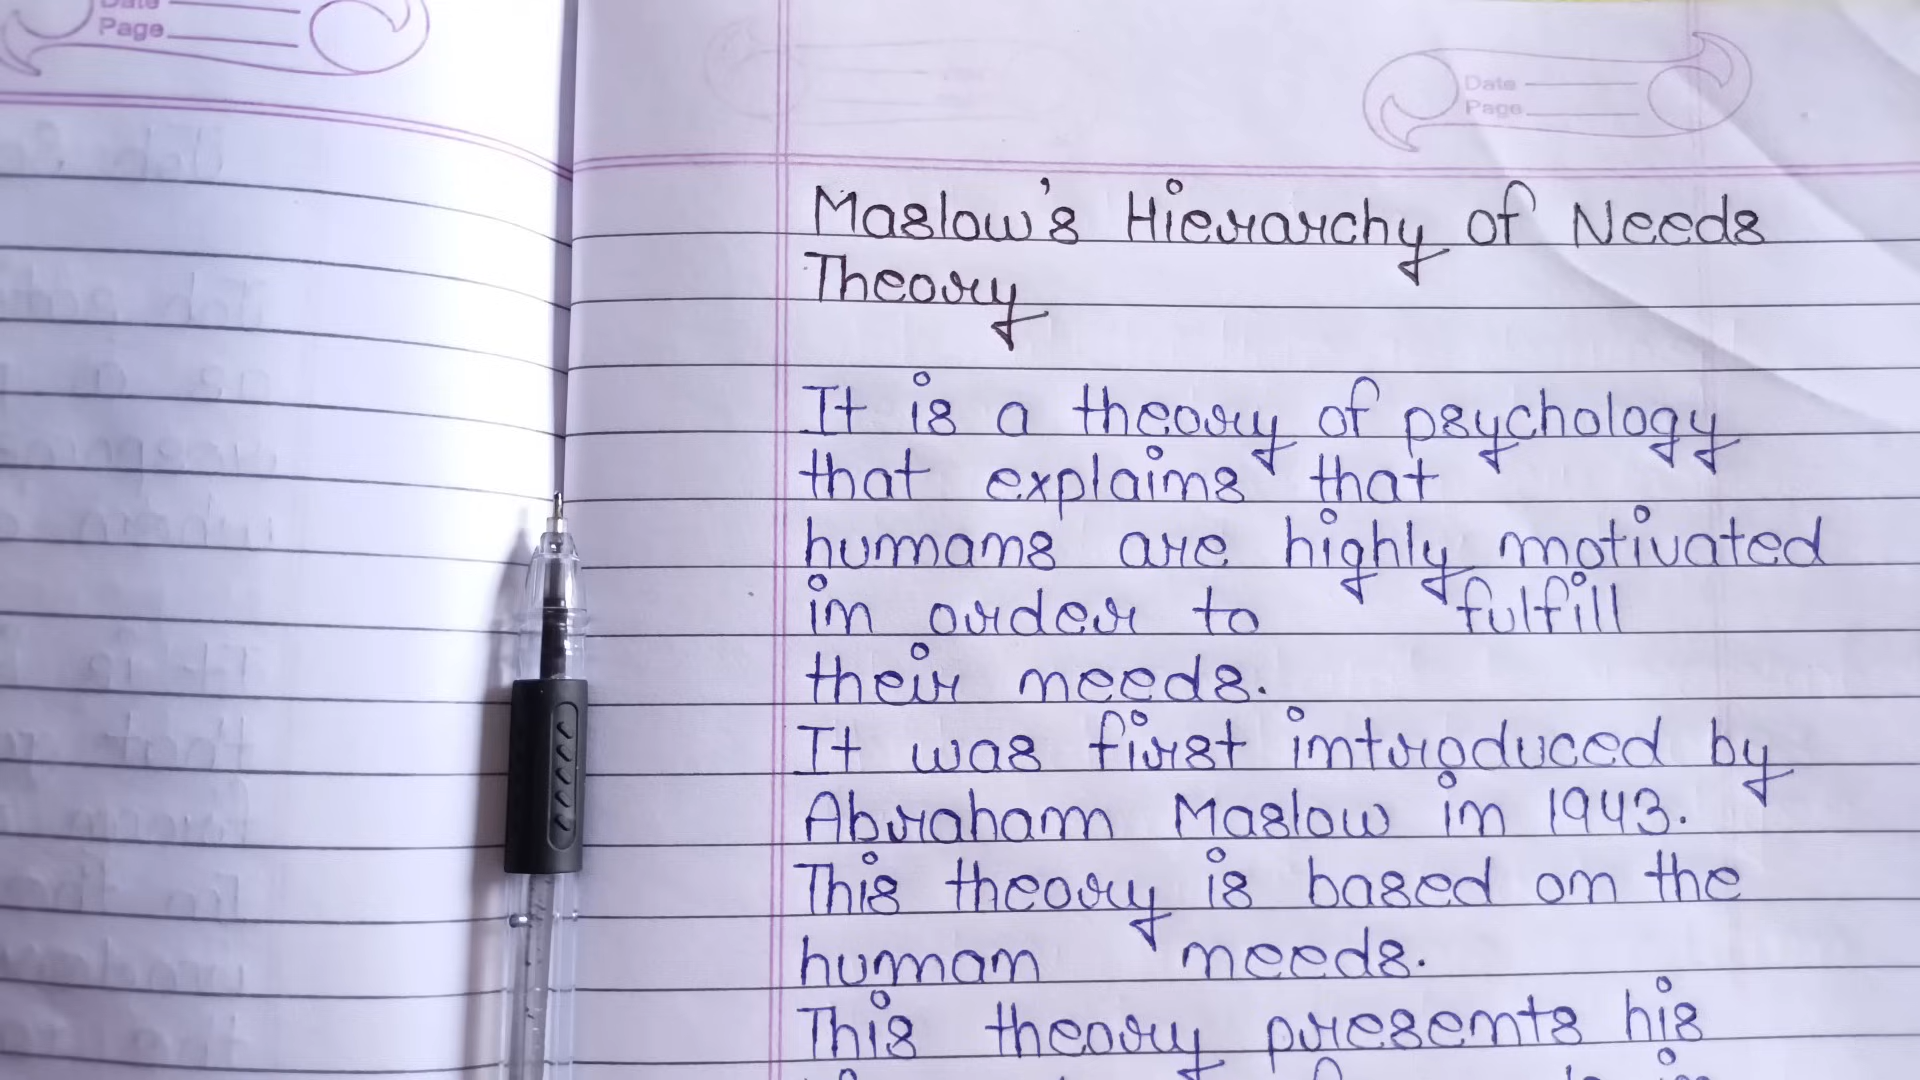 Date
Page
Date
Page
Maslow's Hierarchy of Needs
Theory
It is a theory of psychology
that explains that
humans are highly motivated
in order to fulfill
their needs.
It was first introduced by
Abraham Maslow in 1943.
This theory is based on the
human needs.
This theory presents his